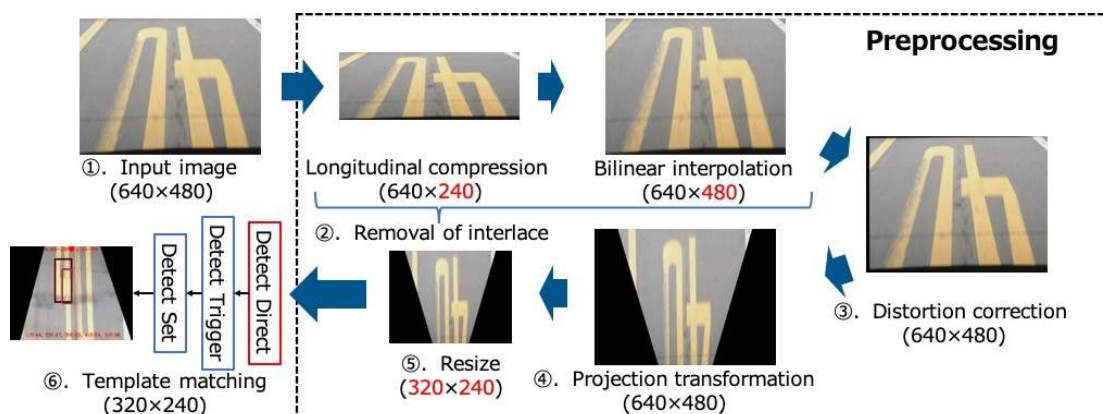 Preprocessing
①. Input image
(640×480)
Longitudinal compression
(640×240)
Bilinear interpolation
(640×480)
②. Removal of interlace
③. Distortion correction
(640×480)
④. Projection transformation
(640×480)
⑤. Resize
(320×240)
Detect Direct
Detect Trigger
Detect Set
⑥. Template matching
(320×240)